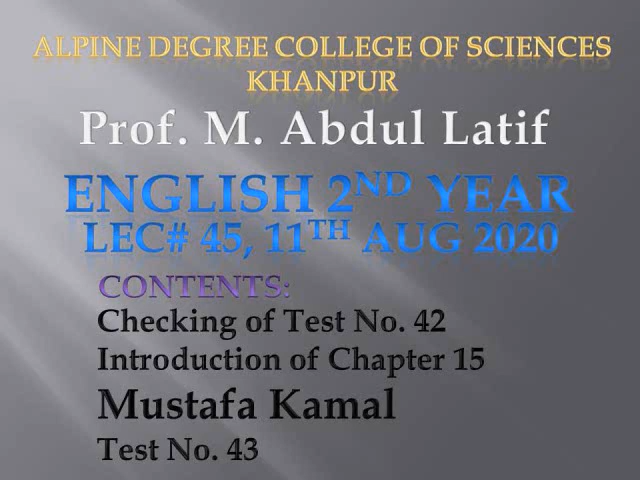 ALPINE DEGREE COLLEGE OF SCIENCES
KHANPUR
Prof. M. Abdul Latif
ENGLISH 2ND YEAR
LEC# 45, 11TH AUG 2020
CONTENTS:
Checking of Test No. 42
Introduction of Chapter 15
Mustafa Kamal
Test No. 43